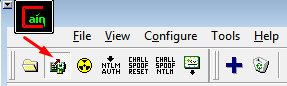 Cain
File View Configure Tools Help
NTLM AUTH
CHALL SPOOF RESET
CHALL SPOOF NTLM